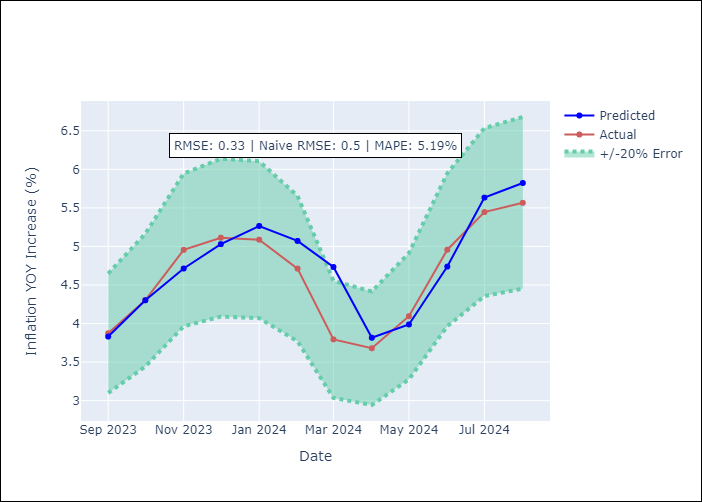 RMSE: 0.33 | Naive RMSE: 0.5 | MAPE: 5.19%
Predicted
Actual
+/-20% Error
Inflation YOY Increase (%)
6.5
6
5.5
5
4.5
4
3.5
3
Sep 2023 Nov 2023 Jan 2024 Mar 2024 May 2024 Jul 2024
Date